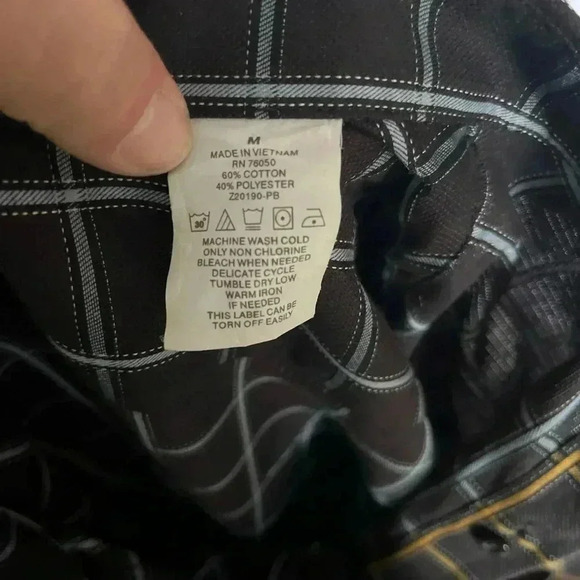 M
MADE IN VIETNAM
RN 76050
60% COTTON
40% POLYESTER
Z20190-PB
30°
MACHINE WASH COLD
ONLY NON CHLORINE
BLEACH WHEN NEEDED
DELICATE CYCLE
TUMBLE DRY LOW
WARM IRON
IF NEEDED
THIS LABEL CAN BE
TORN OFF EASILY